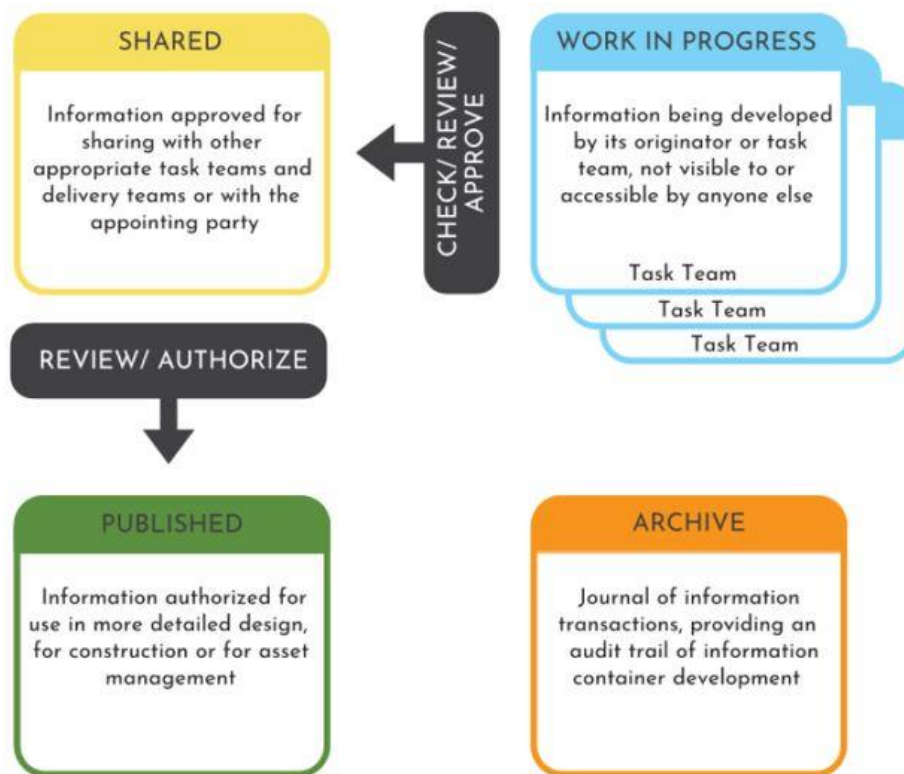 SHARED
Information approved for
sharing with other
appropriate task teams and
delivery teams or with the
appointing party
CHECK/ REVIEW/
APPROVE
WORK IN PROGRESS
Information being developed
by its originator or task
team, not visible to or
accessible by anyone else
Task Team
Task Team
Task Team
REVIEW/ AUTHORIZE
PUBLISHED
Information authorized for
use in more detailed design,
for construction or for asset
management
ARCHIVE
Journal of information
transactions, providing an
audit trail of information
container development